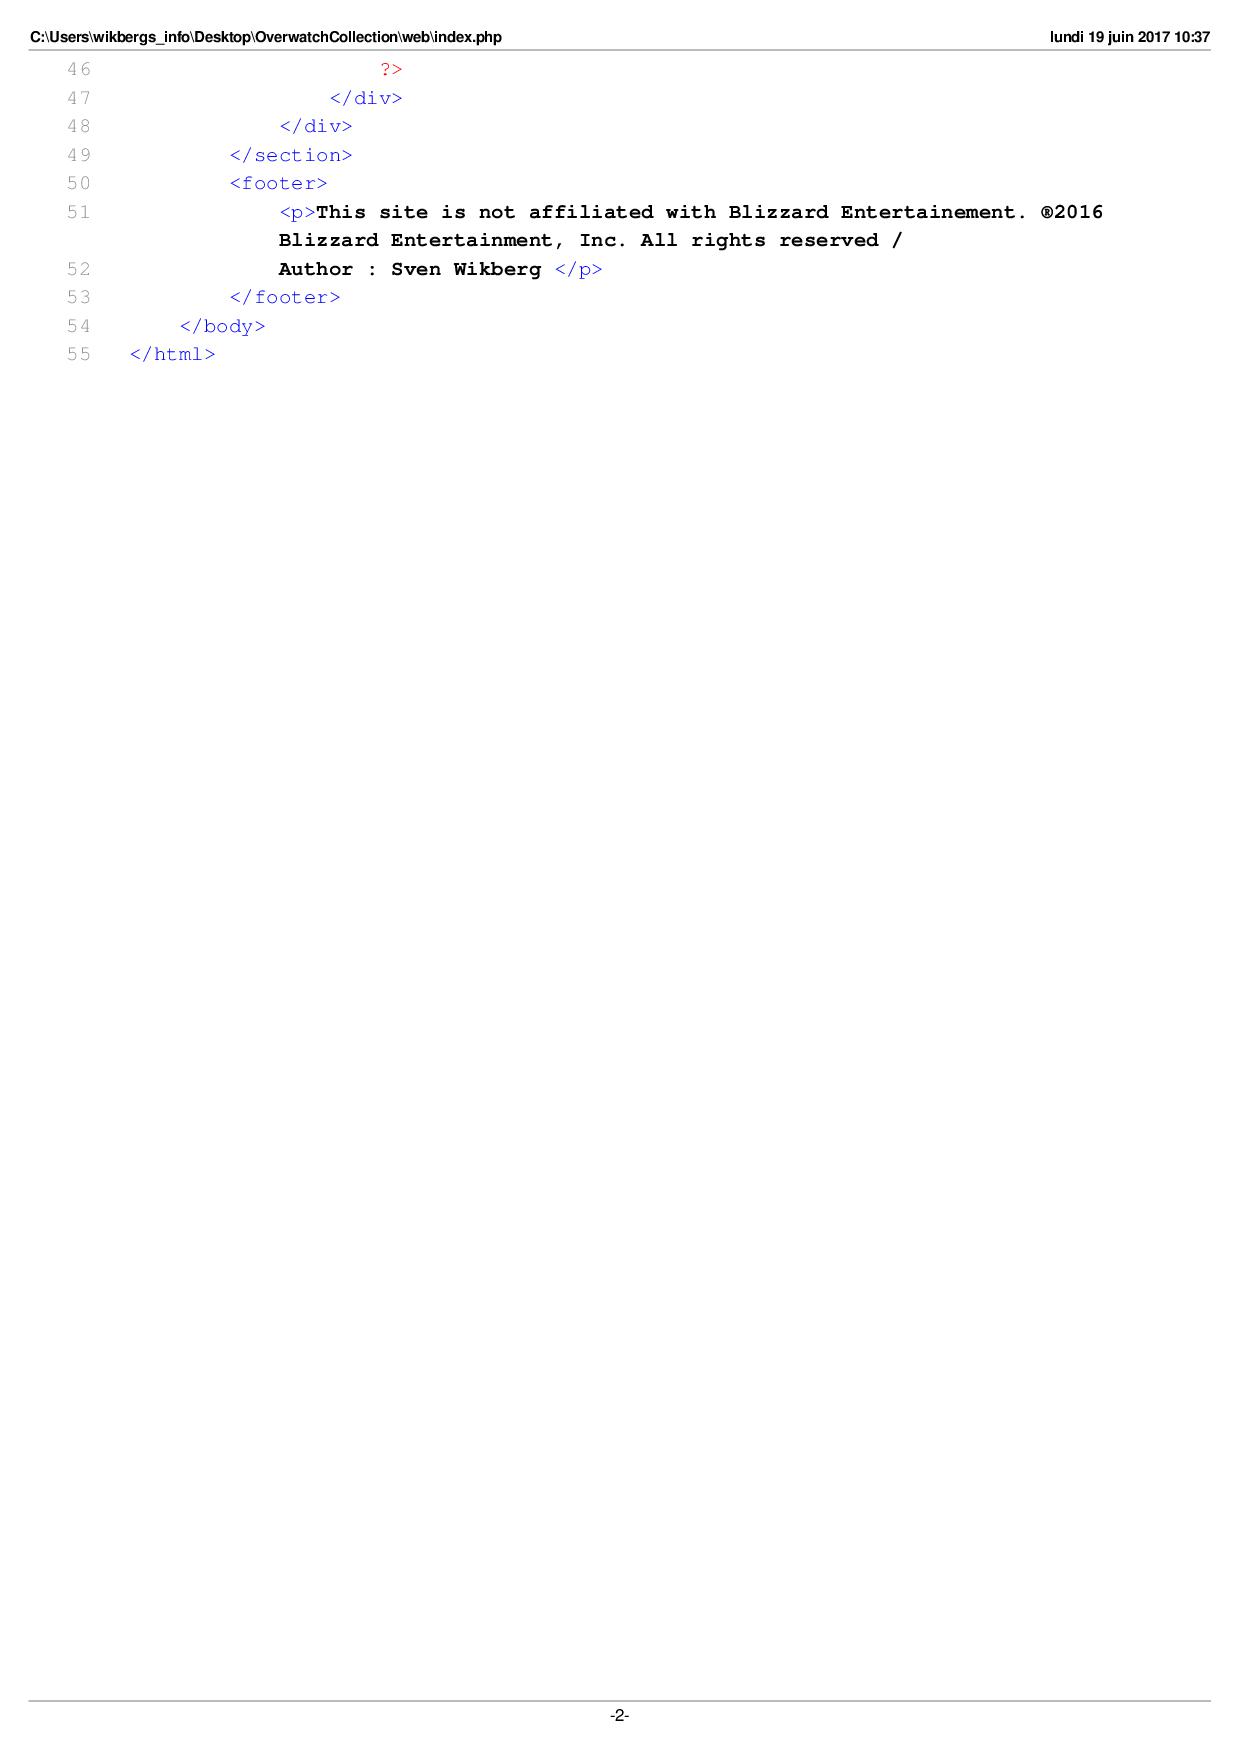 C:\Users\wikbergs_info\Desktop\OverwatchCollection\web\index.php lundi 19 juin 2017 10:37
46 ?>
47 </div>
48 </div>
49 </section>
50 <footer>
51 <p>This site is not affiliated with Blizzard Entertainement. ®2016
Blizzard Entertainment, Inc. All rights reserved /
52 Author : Sven Wikberg </p>
53 </footer>
54 </body>
55 </html>
-2-